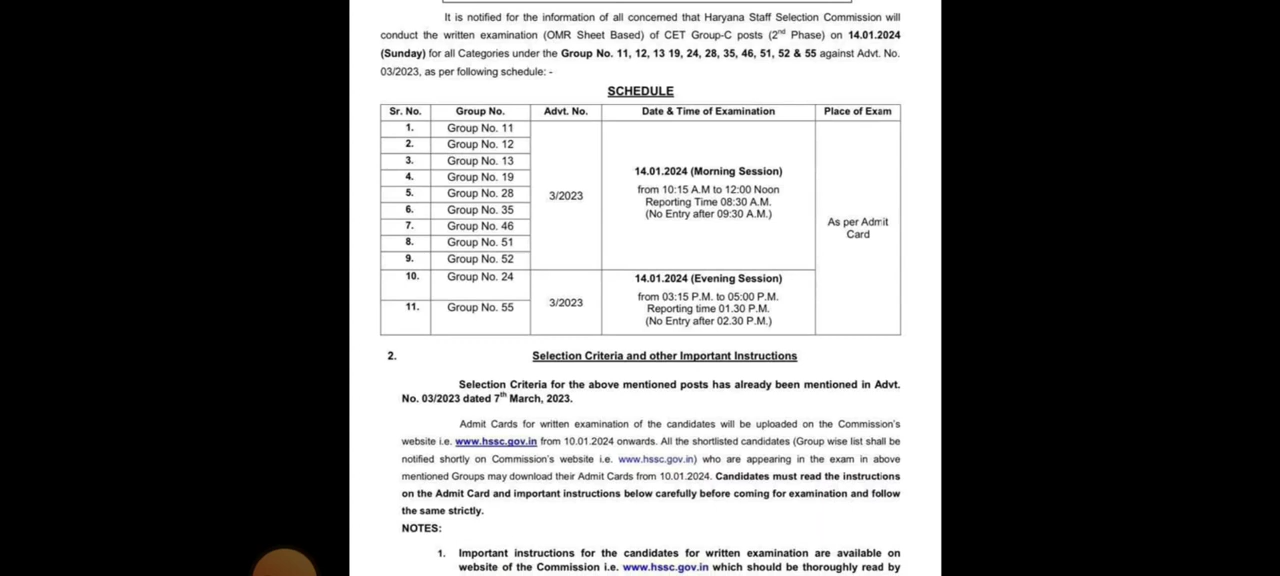 It is notified for the information of all concerned that Haryana Staff Selection Commission will
conduct the written examination (OMR Sheet Based) of CET Group-C posts (2nd Phase) on 14.01.2024
(Sunday) for all Categories under the Group No. 11, 12, 13 19, 24, 28, 35, 46, 51, 52 & 55 against Advt. No.
03/2023, as per following schedule: -
SCHEDULE
Sr. No. Group No. Advt. No. Date & Time of Examination Place of Exam
1. Group No. 11
2. Group No. 12
3. Group No. 13
4. Group No. 19
5. Group No. 28
6. Group No. 35
7. Group No. 46
8. Group No. 51
9. Group No. 52
3/2023
14.01.2024 (Morning Session)
from 10:15 A.M to 12:00 Noon
Reporting Time 08:30 A.M.
(No Entry after 09:30 A.M.)
As per Admit
Card
10. Group No. 24
11. Group No. 55
3/2023
14.01.2024 (Evening Session)
from 03:15 P.M. to 05:00 P.M.
Reporting time 01.30 P.M.
(No Entry after 02.30 P.M.)
2. Selection Criteria and other Important Instructions
Selection Criteria for the above mentioned posts has already been mentioned in Advt.
No. 03/2023 dated 7th March, 2023.
Admit Cards for written examination of the candidates will be uploaded on the Commission's
website i.e. www.hssc.gov.in from 10.01.2024 onwards. All the shortlisted candidates (Group wise list shall be
notified shortly on Commission's website i.e. www.hssc.gov.in) who are appearing in the exam in above
mentioned Groups may download their Admit Cards from 10.01.2024. Candidates must read the instructions
on the Admit Card and important instructions below carefully before coming for examination and follow
the same strictly.
NOTES:
1. Important instructions for the candidates for written examination are available on
website of the Commission i.e. www.hssc.gov.in which should be thoroughly read by